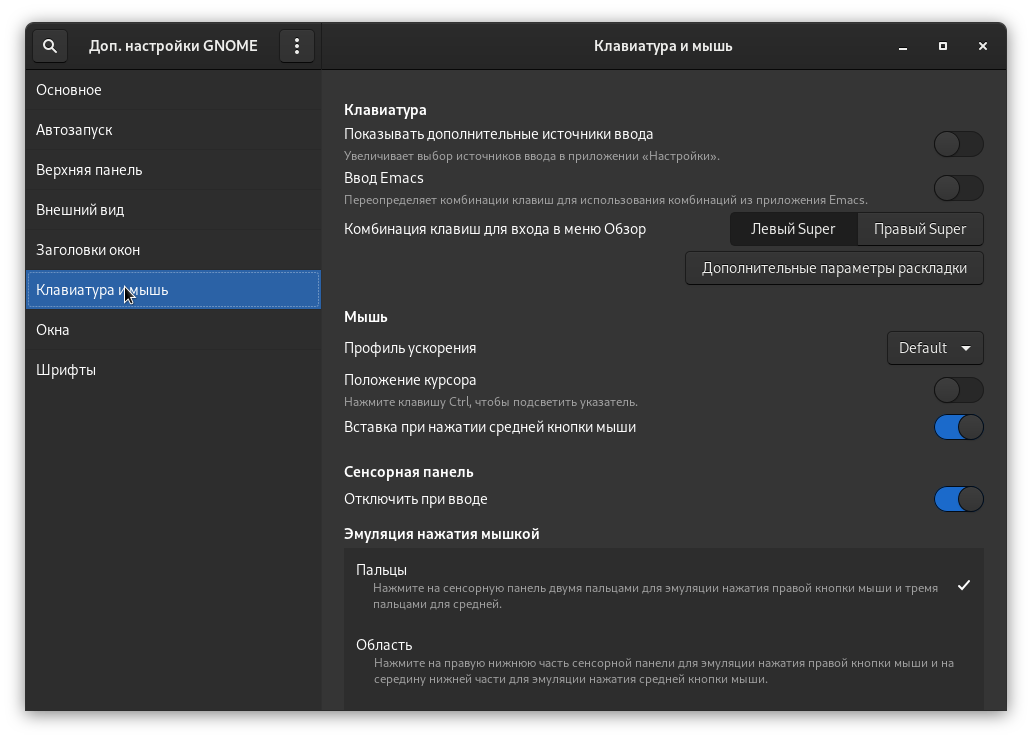 Доп. настройки GNOME
Клавиатура и мышь
Основное
Автозапуск
Верхняя панель
Внешний вид
Заголовки окон
Клавиатура и мышь
Окна
Шрифты
Клавиатура
Показывать дополнительные источники ввода
Увеличивает выбор источников ввода в приложении «Настройки».
Ввод Emacs
Переопределяет комбинации клавиш для использования комбинаций из приложения Emacs.
Комбинация клавиш для входа в меню Обзор
Левый Super
Правый Super
Дополнительные параметры раскладки
Мышь
Профиль ускорения
Default
Положение курсора
Нажмите клавишу Ctrl, чтобы подсветить указатель.
Вставка при нажатии средней кнопки мыши
Сенсорная панель
Отключить при вводе
Эмуляция нажатия мышкой
Пальцы
Нажмите на сенсорную панель двумя пальцами для эмуляции нажатия правой кнопки мыши и тремя
пальцами для средней.
Область
Нажмите на правую нижнюю часть сенсорной панели для эмуляции нажатия правой кнопки мыши и на
середину нижней части для эмуляции нажатия средней кнопки мыши.